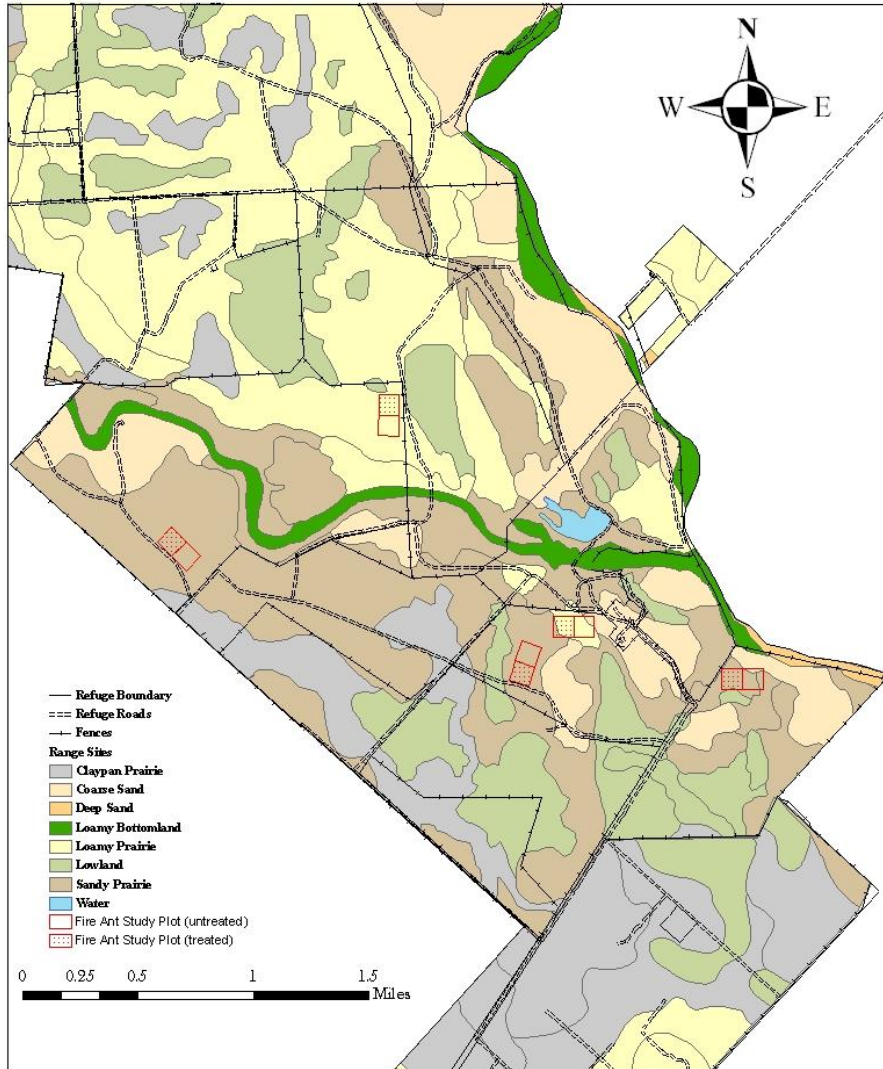 N
W E
S
Refuge Boundary
Refuge Roads
Fences
Range Sites
Claypan Prairie
Coarse Sand
Deep Sand
Loamy Bottomland
Loamy Prairie
Lowland
Sandy Prairie
Water
Fire Ant Study Plot (untreated)
Fire Ant Study Plot (treated)
0 0.25 0.5 1 1.5
Miles